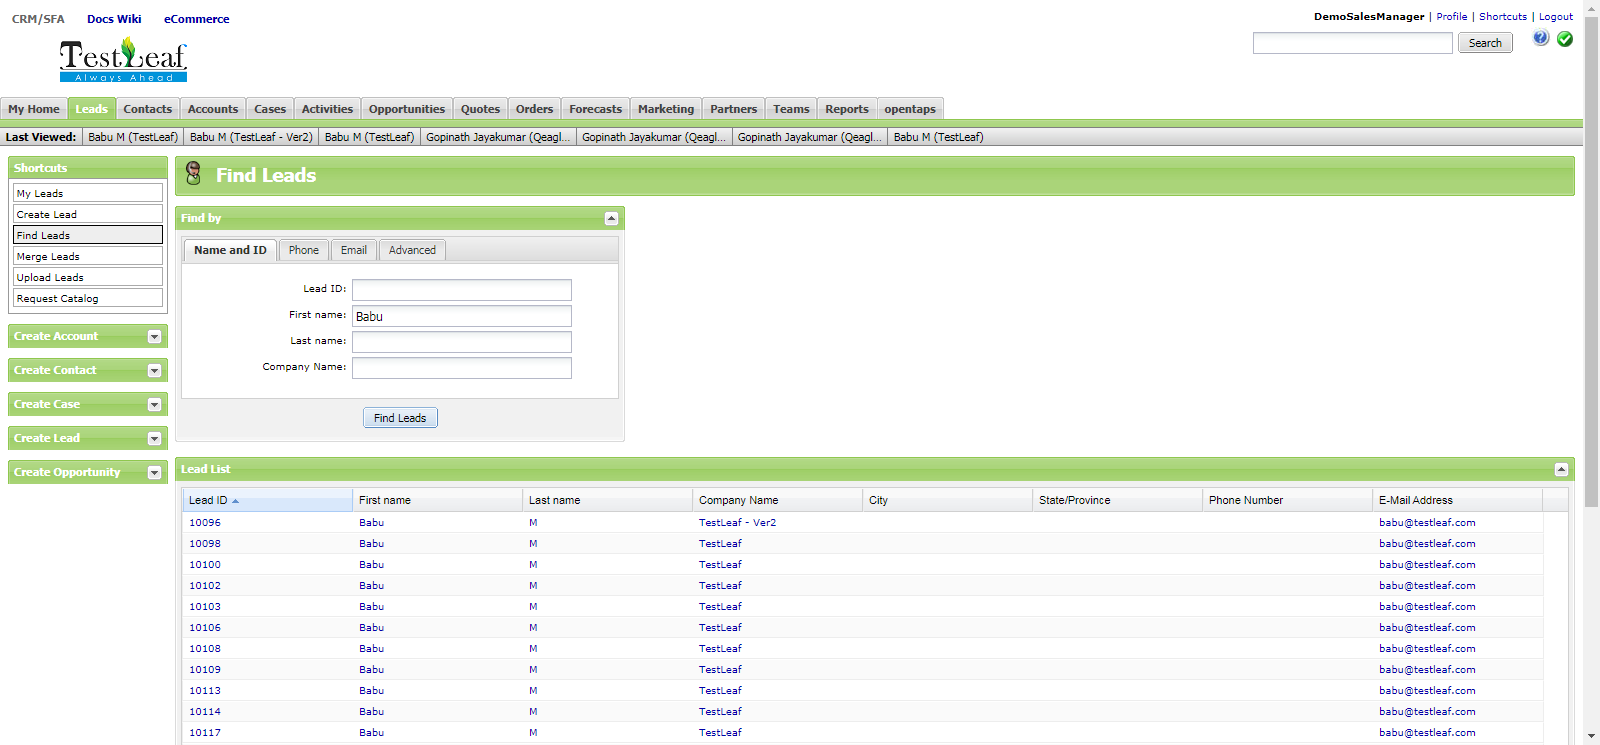 CRM/SFA Docs Wiki eCommerce
DemoSalesManager | Profile | Shortcuts | Logout
TestLeaf
Always Ahead
Search
My Home Leads Contacts Accounts Cases Activities Opportunities Quotes Orders Forecasts Marketing Partners Teams Reports opentaps
Last Viewed: Babu M (TestLeaf) Babu M (TestLeaf - Ver2) Babu M (TestLeaf) Gopinath Jayakumar (Qeagl... Gopinath Jayakumar (Qeagl... Gopinath Jayakumar (Qeagl... Babu M (TestLeaf)
Shortcuts
My Leads
Create Lead
Find Leads
Merge Leads
Upload Leads
Request Catalog
Create Account
Create Contact
Create Case
Create Lead
Create Opportunity
Find Leads
Find by
Name and ID Phone Email Advanced
Lead ID:
First name: Babu
Last name:
Company Name:
Find Leads
Lead List
Lead ID First name Last name Company Name City State/Province Phone Number E-Mail Address
10096 Babu M TestLeaf - Ver2 babu@testleaf.com
10098 Babu M TestLeaf babu@testleaf.com
10100 Babu M TestLeaf babu@testleaf.com
10102 Babu M TestLeaf babu@testleaf.com
10103 Babu M TestLeaf babu@testleaf.com
10106 Babu M TestLeaf babu@testleaf.com
10108 Babu M TestLeaf babu@testleaf.com
10109 Babu M TestLeaf babu@testleaf.com
10113 Babu M TestLeaf babu@testleaf.com
10114 Babu M TestLeaf babu@testleaf.com
10117 Babu M TestLeaf babu@testleaf.com